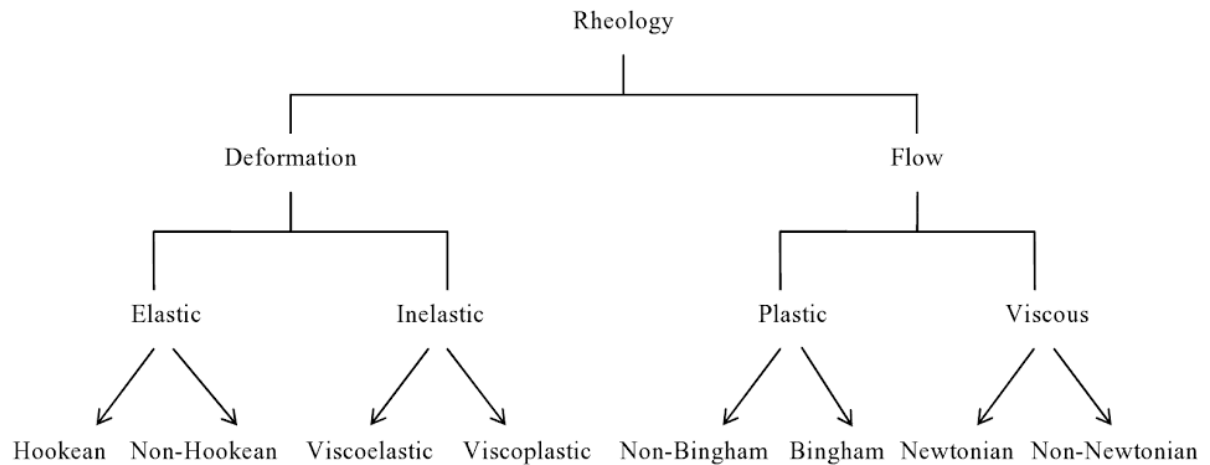 Rheology
Deformation Flow
Elastic Inelastic Plastic Viscous
Hookean Non-Hookean Viscoelastic Viscoplastic Non-Bingham Bingham Newtonian Non-Newtonian